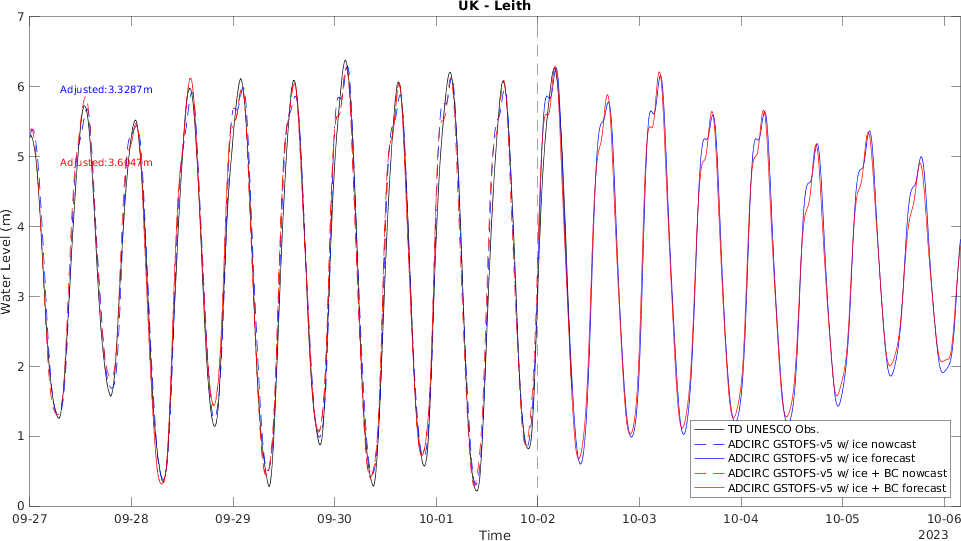 UK - Leith
7
6
5
4
3
2
1
0
Water Level (m)
Adjusted:3.3287m
Adjusted:3.6047m
TD UNESCO Obs.
ADCIRC GSTOFS-v5 w/ ice nowcast
ADCIRC GSTOFS-v5 w/ ice forecast
ADCIRC GSTOFS-v5 w/ ice + BC nowcast
ADCIRC GSTOFS-v5 w/ ice + BC forecast
09-27 09-28 09-29 09-30 10-01 10-02 10-03 10-04 10-05 10-06
Time
2023